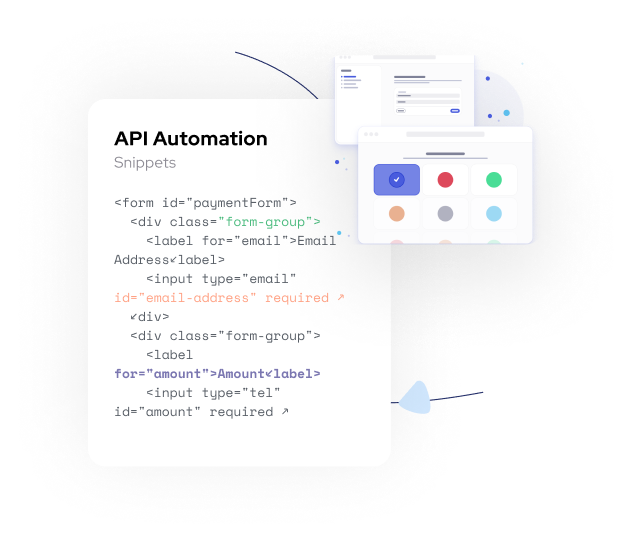 API Automation
Snippets
<form id="paymentForm">
<div class="form-group">
<label for="email">Email
Address↙label>
<input type="email"
id="email-address" required ↗
↙div>
<div class="form-group">
<label
for="amount">Amount↙label>
<input type="tel"
id="amount" required ↗